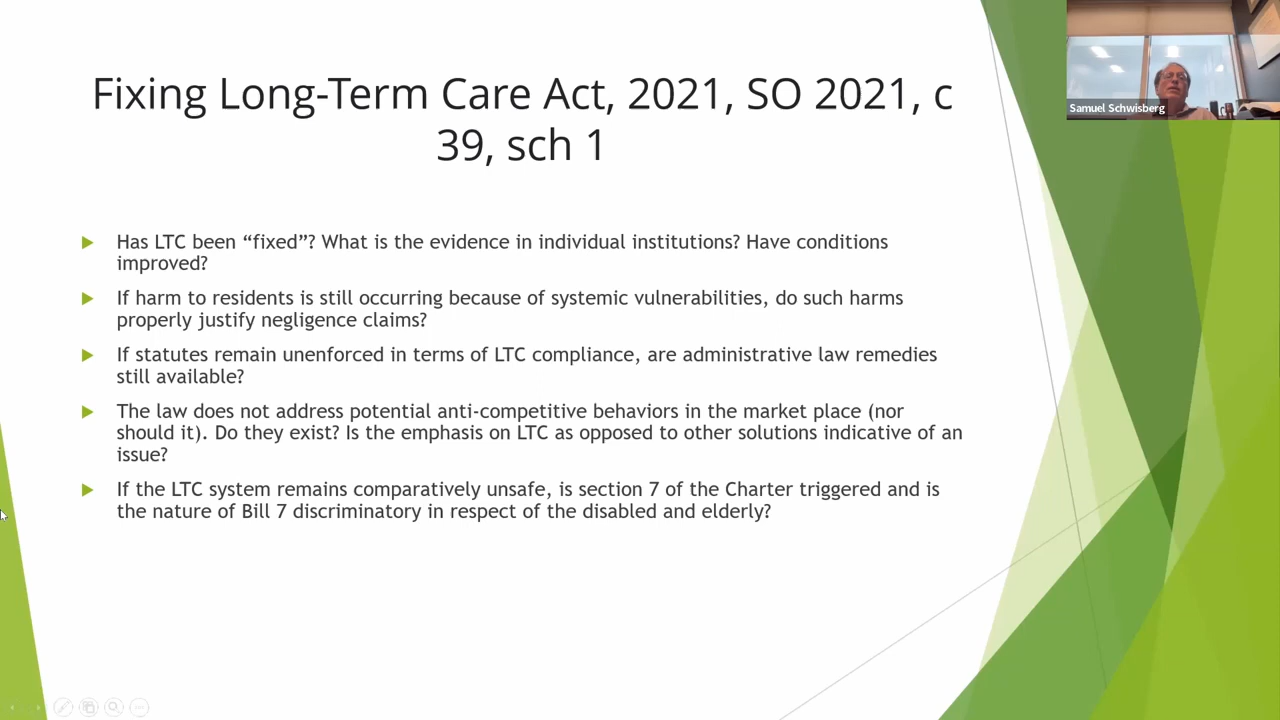 Fixing Long-Term Care Act, 2021, SO 2021, c
39, sch 1
Has LTC been “fixed”? What is the evidence in individual institutions? Have conditions
improved?
If harm to residents is still occurring because of systemic vulnerabilities, do such harms
properly justify negligence claims?
If statutes remain unenforced in terms of LTC compliance, are administrative law remedies
still available?
The law does not address potential anti-competitive behaviors in the market place (nor
should it). Do they exist? Is the emphasis on LTC as opposed to other solutions indicative of an
issue?
If the LTC system remains comparatively unsafe, is section 7 of the Charter triggered and is
the nature of Bill 7 discriminatory in respect of the disabled and elderly?
Samuel Schwisberg